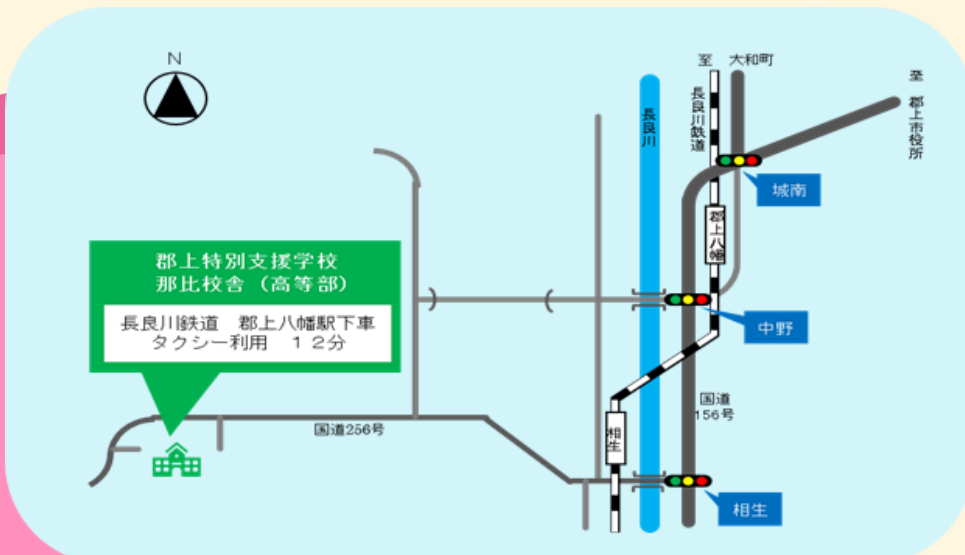 N
至 大和町
至 郡上市役所
長良川鉄道
長良川
城南
郡上八幡
郡上特別支援学校
那比校舎（高等部）
長良川鉄道 郡上八幡駅下車
タクシー利用 １２分
中野
国道
156号
国道256号
相生
相生